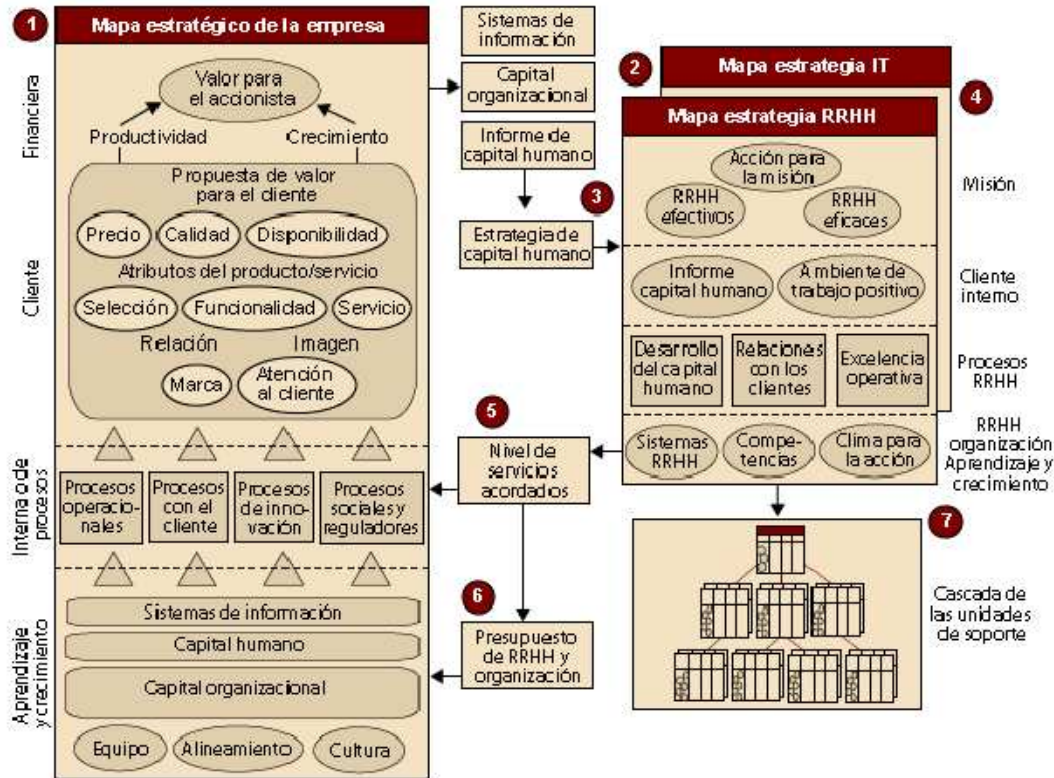 1
Mapa estratégico de la empresa
Financiera
Valor para
el accionista
Productividad
Crecimiento
Cliente
Propuesta de valor
para el cliente
Precio
Calidad
Disponibilidad
Atributos del producto/servicio
Selección
Funcionalidad
Servicio
Relación
Imagen
Marca
Atención
al cliente
Interna o de
procesos
Procesos
operacio-
nales
Procesos
con el
cliente
Procesos
de inno-
vación
Procesos
sociales y
reguladores
Aprendizaje
y crecimiento
Sistemas de información
Capital humano
Capital organizacional
Equipo
Alineamiento
Cultura
Sistemas de
información
Capital
organizacional
Informe de
capital humano
3
Estrategia de
capital humano
2
Mapa estrategia IT
4
Mapa estrategia RRHH
Acción para
la misión
RRHH
efectivos
RRHH
eficaces
Misión
Informe
capital humano
Ambiente de
trabajo positivo
Cliente
interno
Desarrollo
del capital
humano
Relaciones
con los
clientes
Excelencia
operativa
Procesos
RRHH
Sistemas
RRHH
Compe-
tencias
Clima para
la acción
RRHH
organización
Aprendizaje y
crecimiento
5
Nivel de
servicios
acordadios
6
Presupuesto
de RRHH y
organización
7
Cascada de
las unidades
de soporte